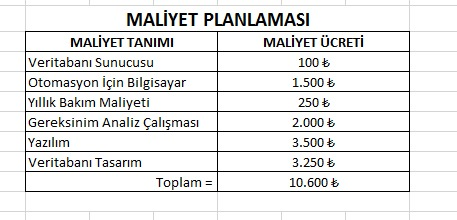 MALİYET PLANLAMASI
MALİYET TANIMI MALİYET ÜCRETİ
Veritabanı Sunucusu 100 ₺
Otomasyon İçin Bilgisayar 1.500 ₺
Yıllık Bakım Maliyeti 250 ₺
Gereksinim Analiz Çalışması 2.000 ₺
Yazılım 3.500 ₺
Veritabanı Tasarım 3.250 ₺
Toplam = 10.600 ₺